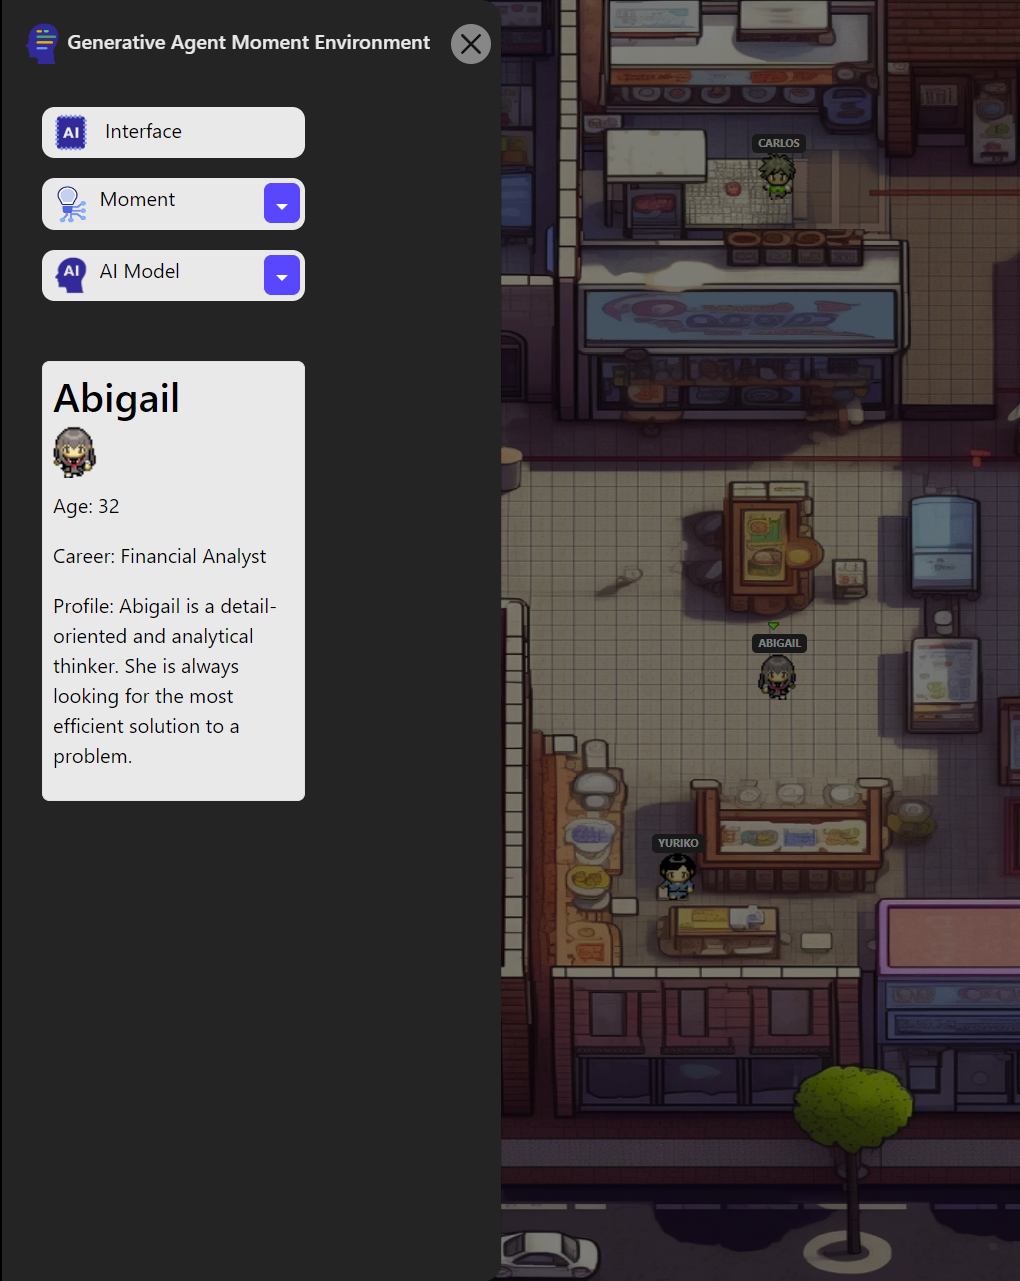 Generative Agent Moment Environment
AI Interface
Moment
AI AI Model
Abigail
Age: 32
Career: Financial Analyst
Profile: Abigail is a detail-
oriented and analytical
thinker. She is always
looking for the most
efficient solution to a
problem.
CARLOS
ABIGAIL
YURIKO